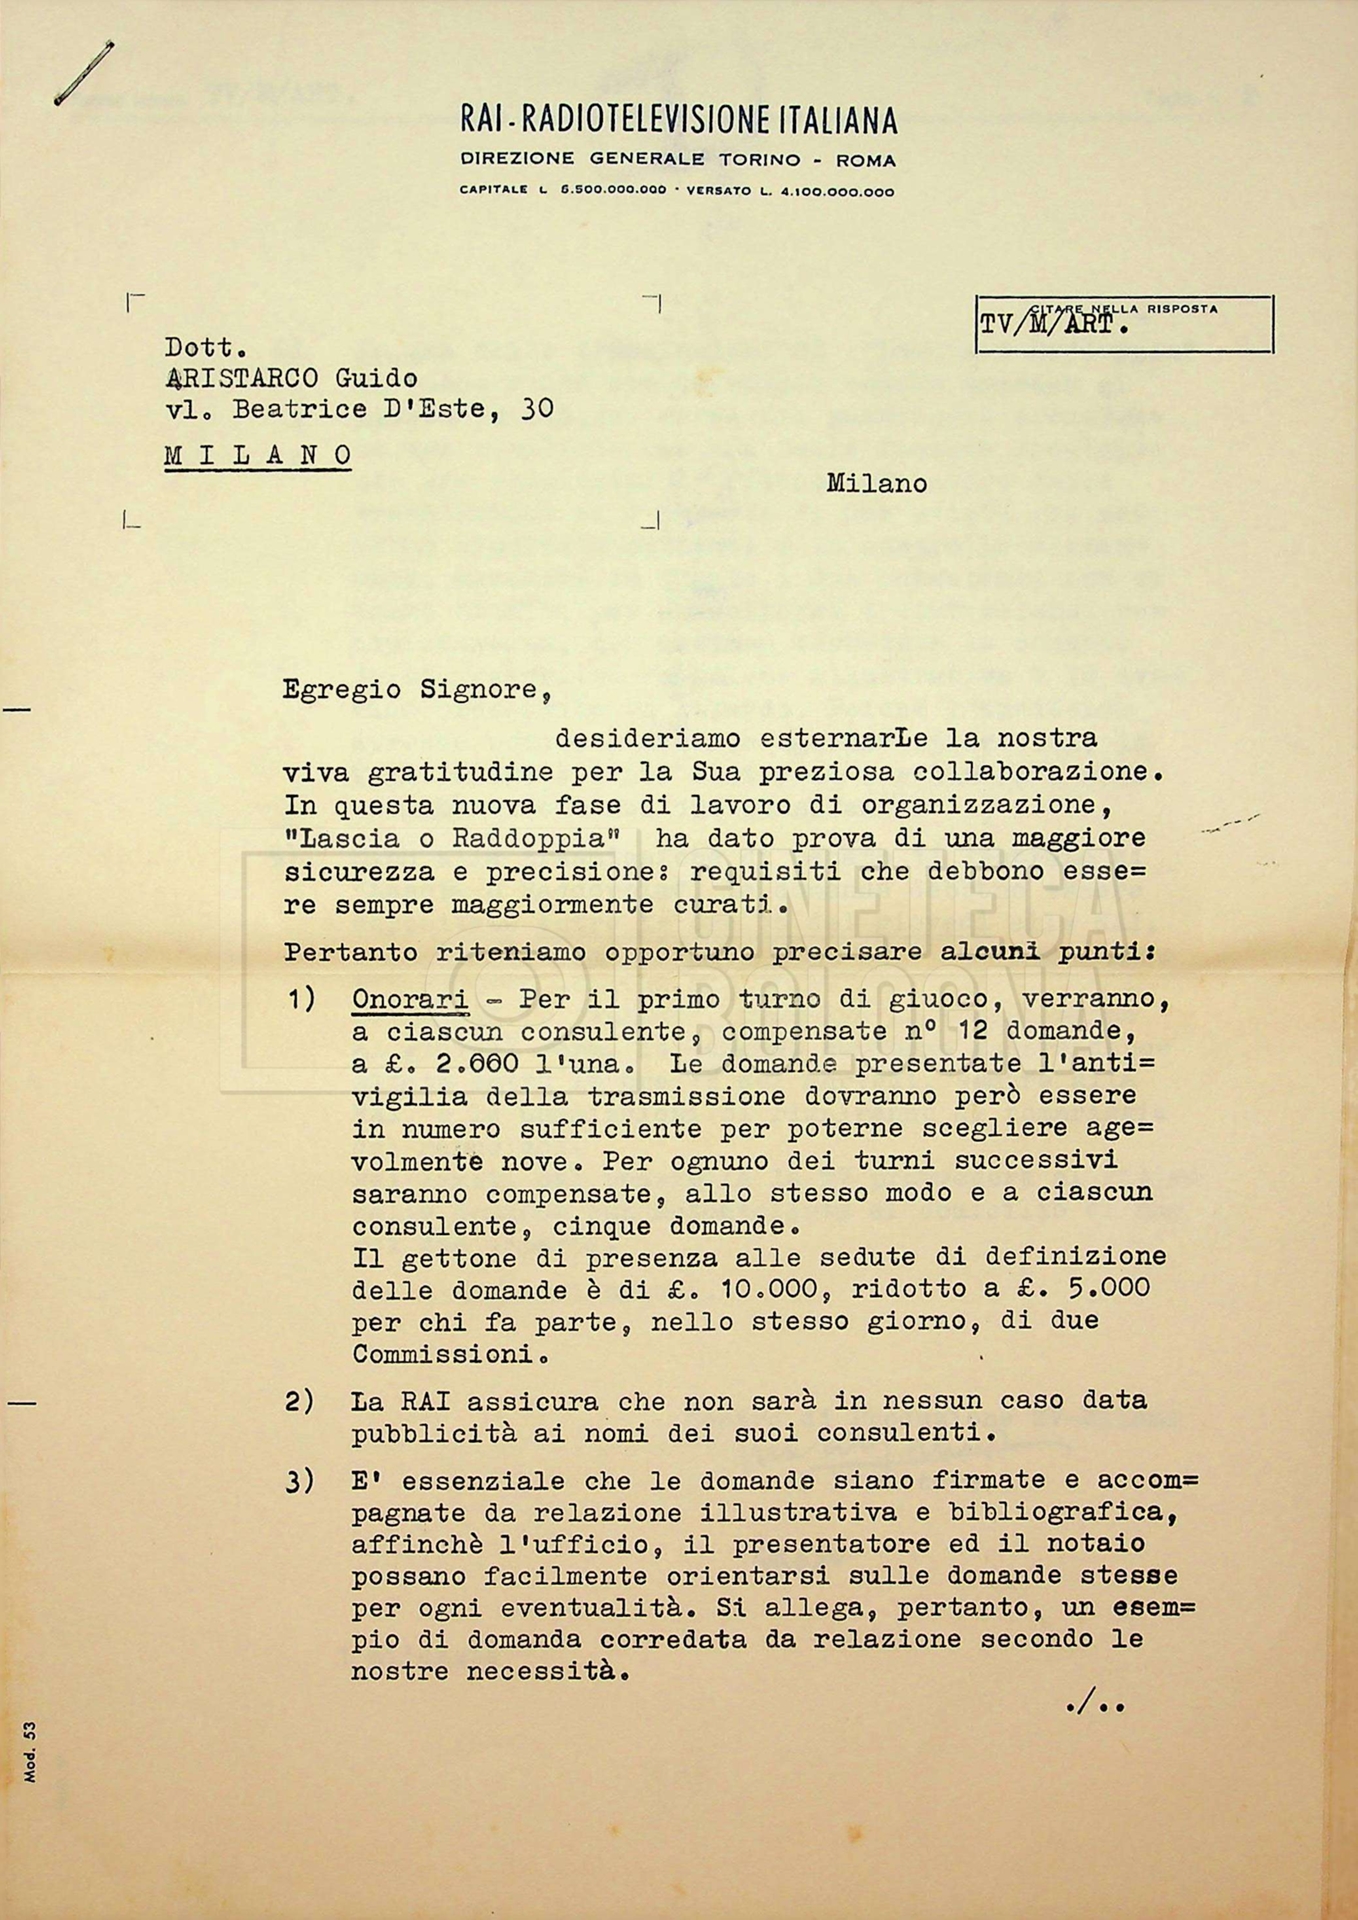 RAI - RADIOTELEVISIONE ITALIANA
DIREZIONE GENERALE TORINO - ROMA
CAPITALE L 6.500.000.000 · VERSATO L. 4.100.000.000
CITARE NELLA RISPOSTA
TV/M/ART.
Dott.
ARISTARCO Guido
vl. Beatrice D'Este, 30
M I L A N O
Milano
Egregio Signore,
desideriamo esternarLe la nostra
viva gratitudine per la Sua preziosa collaborazione.
In questa nuova fase di lavoro di organizzazione,
"Lascia o Raddoppia" ha dato prova di una maggiore
sicurezza e precisione: requisiti che debbono esse=
re sempre maggiormente curati.
Pertanto riteniamo opportuno precisare alcuni punti:
1) Onorari - Per il primo turno di giuoco, verranno,
a ciascun consulente, compensate n° 12 domande,
a £. 2.000 l'una. Le domande presentate l'anti=
vigilia della trasmissione dovranno però essere
in numero sufficiente per poterne scegliere age=
volmente nove. Per ognuno dei turni successivi
saranno compensate, allo stesso modo e a ciascun
consulente, cinque domande.
Il gettone di presenza alle sedute di definizione
delle domande è di £. 10.000, ridotto a £. 5.000
per chi fa parte, nello stesso giorno, di due
Commissioni.
2) La RAI assicura che non sarà in nessun caso data
pubblicità ai nomi dei suoi consulenti.
3) E' essenziale che le domande siano firmate e accom=
pagnate da relazione illustrativa e bibliografica,
affinchè l'ufficio, il presentatore ed il notaio
possano facilmente orientarsi sulle domande stesse
per ogni eventualità. Si allega, pertanto, un esem=
pio di domanda corredata da relazione secondo le
nostre necessità.
./..
Mod. 53
CINETECA
BOLOGNA